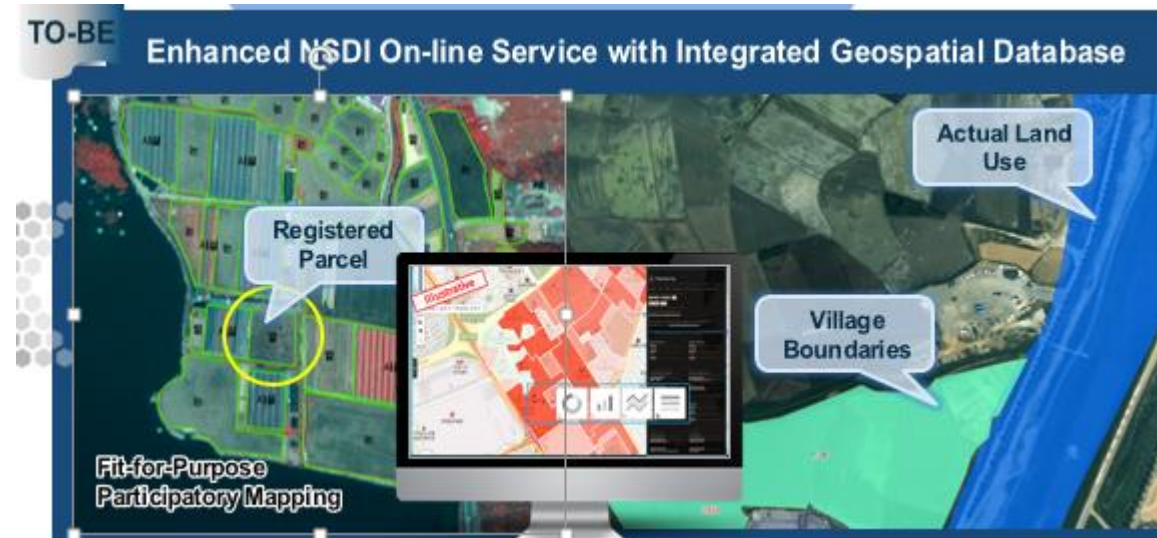 TO-BE
Enhanced NSDI On-line Service with Integrated Geospatial Database
Actual Land
Use
Registered
Parcel
Illustrative
Village
Boundaries
Fit-for-Purpose
Participatory Mapping